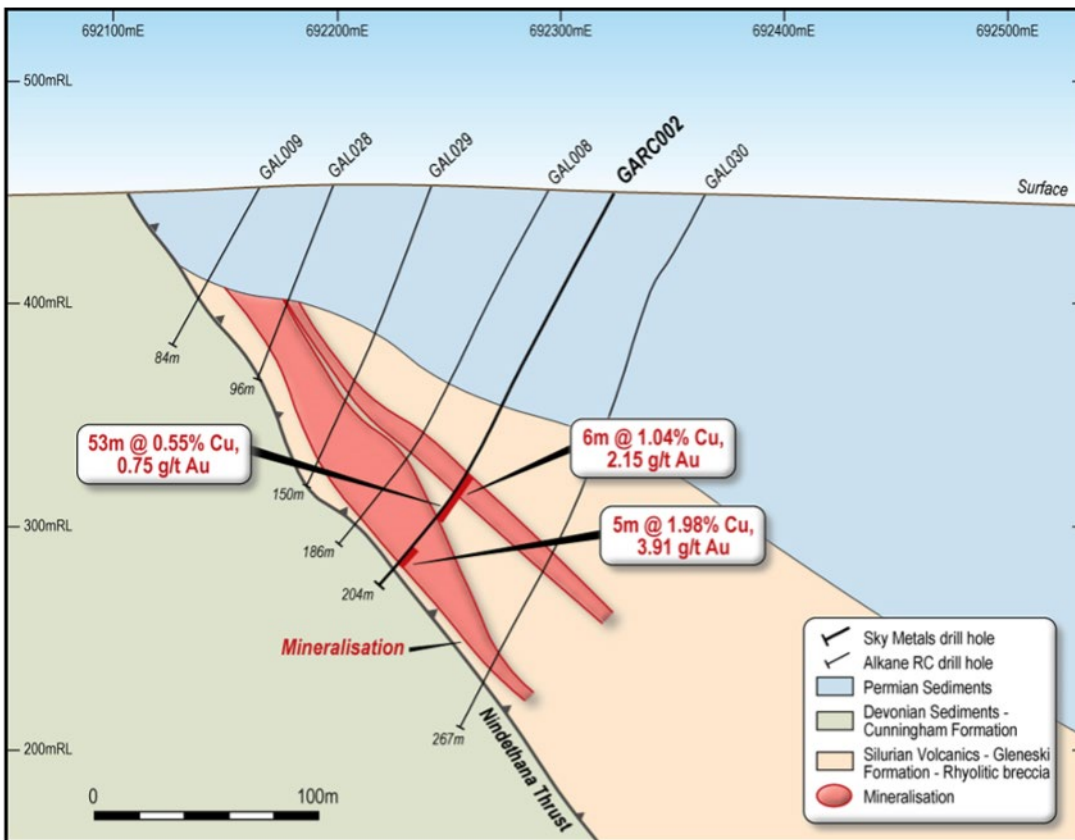 692100mE
692200mE
692300mE
692400mE
692500mE
500mRL
GAL009
GAL028
GAL029
GAL008
GARC002
GAL030
Surface
400mRL
84m
96m
53m @ 0.55% Cu,
0.75 g/t Au
6m @ 1.04% Cu,
2.15 g/t Au
150m
300mRL
5m @ 1.98% Cu,
3.91 g/t Au
186m
204m
Mineralisation
267m
200mRL
Nindethana Thrust
0
100m
Sky Metals drill hole
Alkane RC drill hole
Permian Sediments
Devonian Sediments -
Cunningham Formation
Silurian Volcanics - Gleneski
Formation - Rhyolitic breccia
Mineralisation